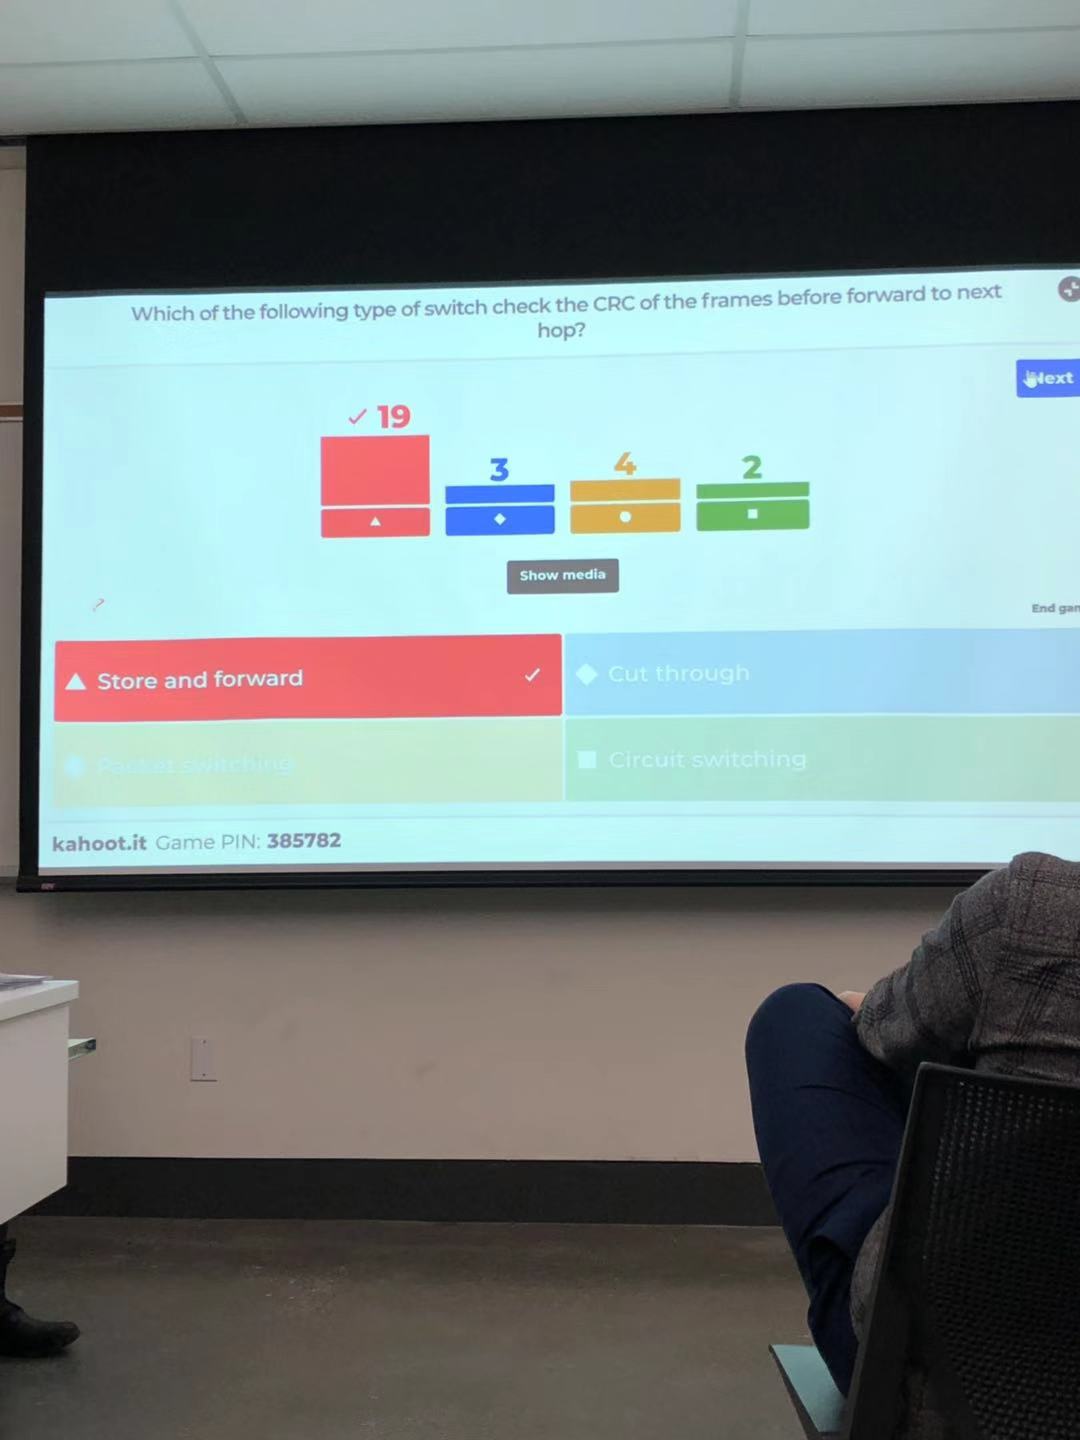 Which of the following type of switch check the CRC of the frames before forward to next
hop?
Next
19
3
4
2
Show media
End gam
Store and forward
Cut through
Packet switching
Circuit switching
kahoot.it Game PIN: 385782